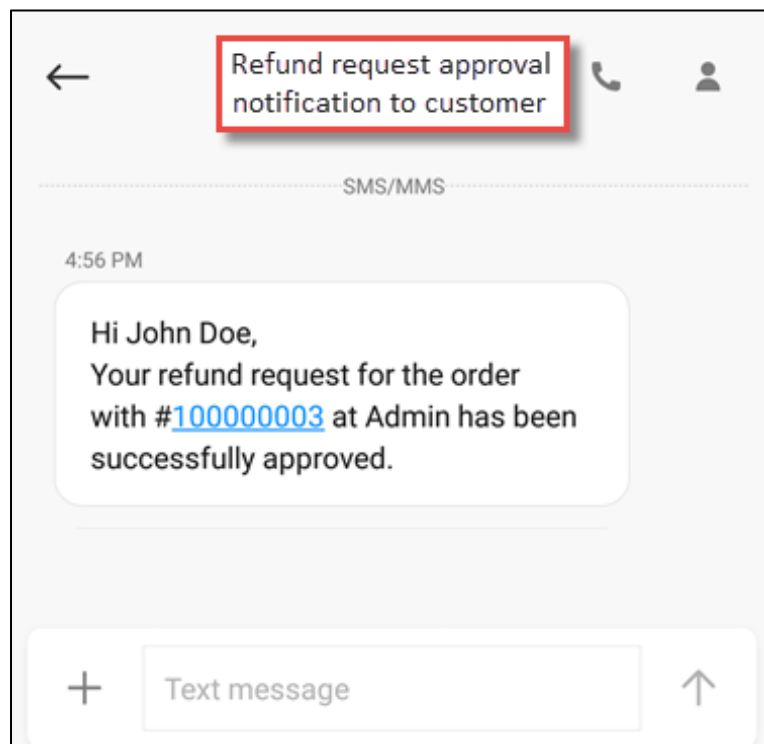 Refund request approval
notification to customer
SMS/MMS
4:56 PM
Hi John Doe,
Your refund request for the order
with #100000003 at Admin has been
successfully approved.
Text message